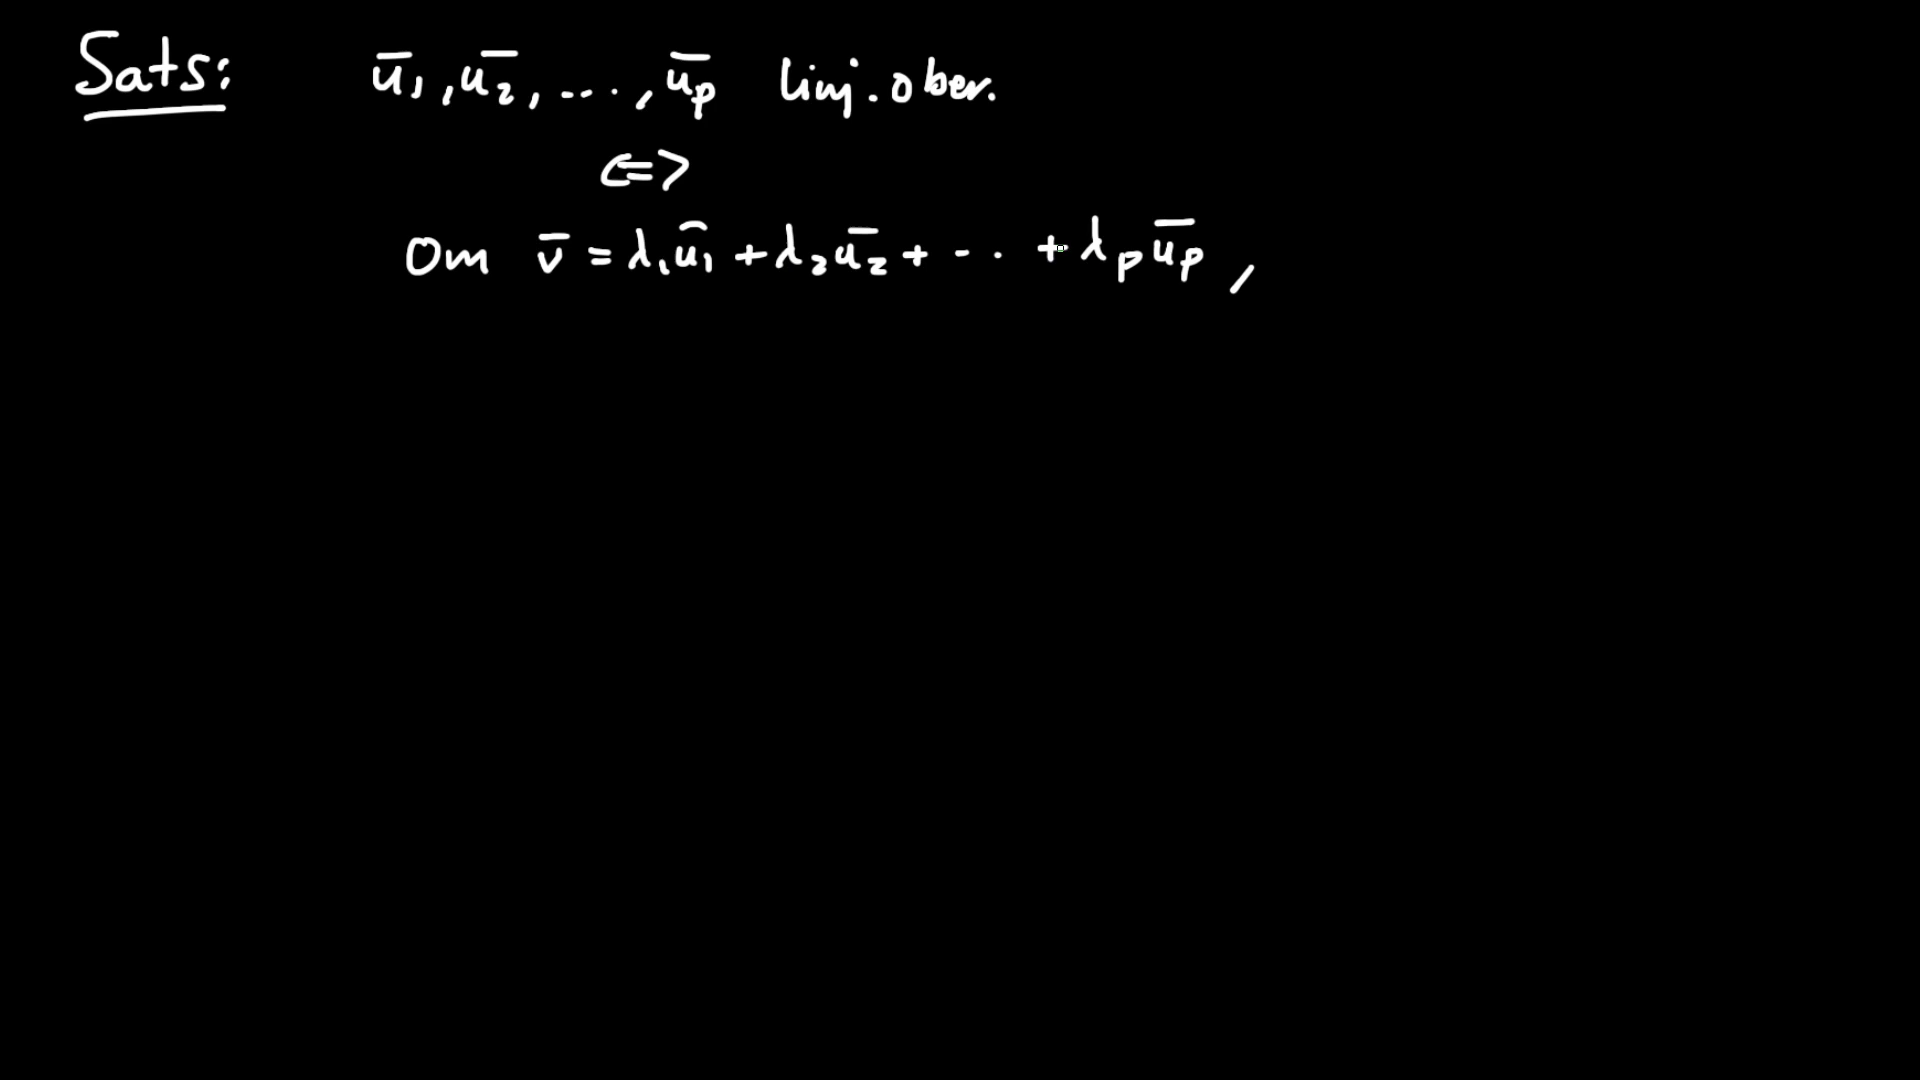 Sats: ū₁, ū₂, ..., ūₚ linj. ober.
<=>
Om v̄ = λ₁ū₁ + λ₂ū₂ + ... + λₚūₚ,